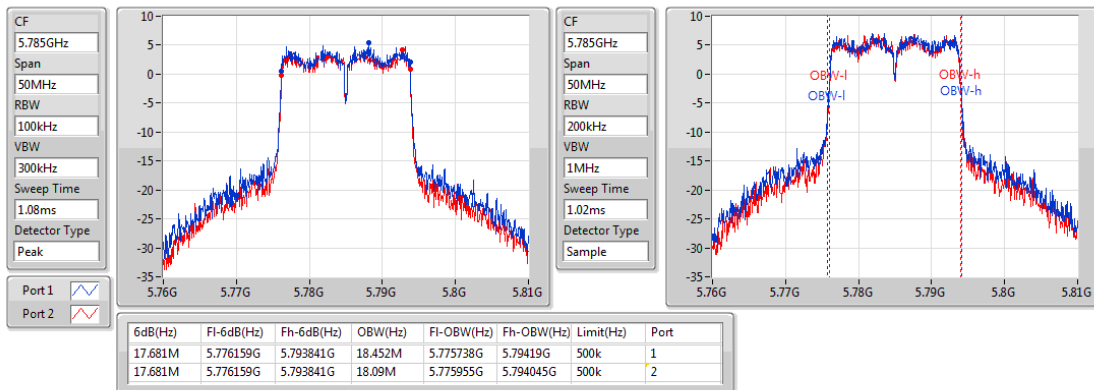 CF
5.785GHz
Span
50MHz
RBW
100kHz
VBW
300kHz
Sweep Time
1.08ms
Detector Type
Peak
Port 1
Port 2
10
5
0
-5
-10
-15
-20
-25
-30
-35
5.76G 5.77G 5.78G 5.79G 5.8G 5.81G
CF
5.785GHz
Span
50MHz
RBW
200kHz
VBW
1MHz
Sweep Time
1.02ms
Detector Type
Sample
10
5
0
-5
-10
-15
-20
-25
-30
-35
OBW-l OBW-h
OBW-l OBW-h
5.76G 5.77G 5.78G 5.79G 5.8G 5.81G
6dB(Hz) Fl-6dB(Hz) Fh-6dB(Hz) OBW(Hz) Fl-OBW(Hz) Fh-OBW(Hz) Limit(Hz) Port
17.681M 5.776159G 5.793841G 18.452M 5.775738G 5.79419G 500k 1
17.681M 5.776159G 5.793841G 18.09M 5.775955G 5.794045G 500k 2